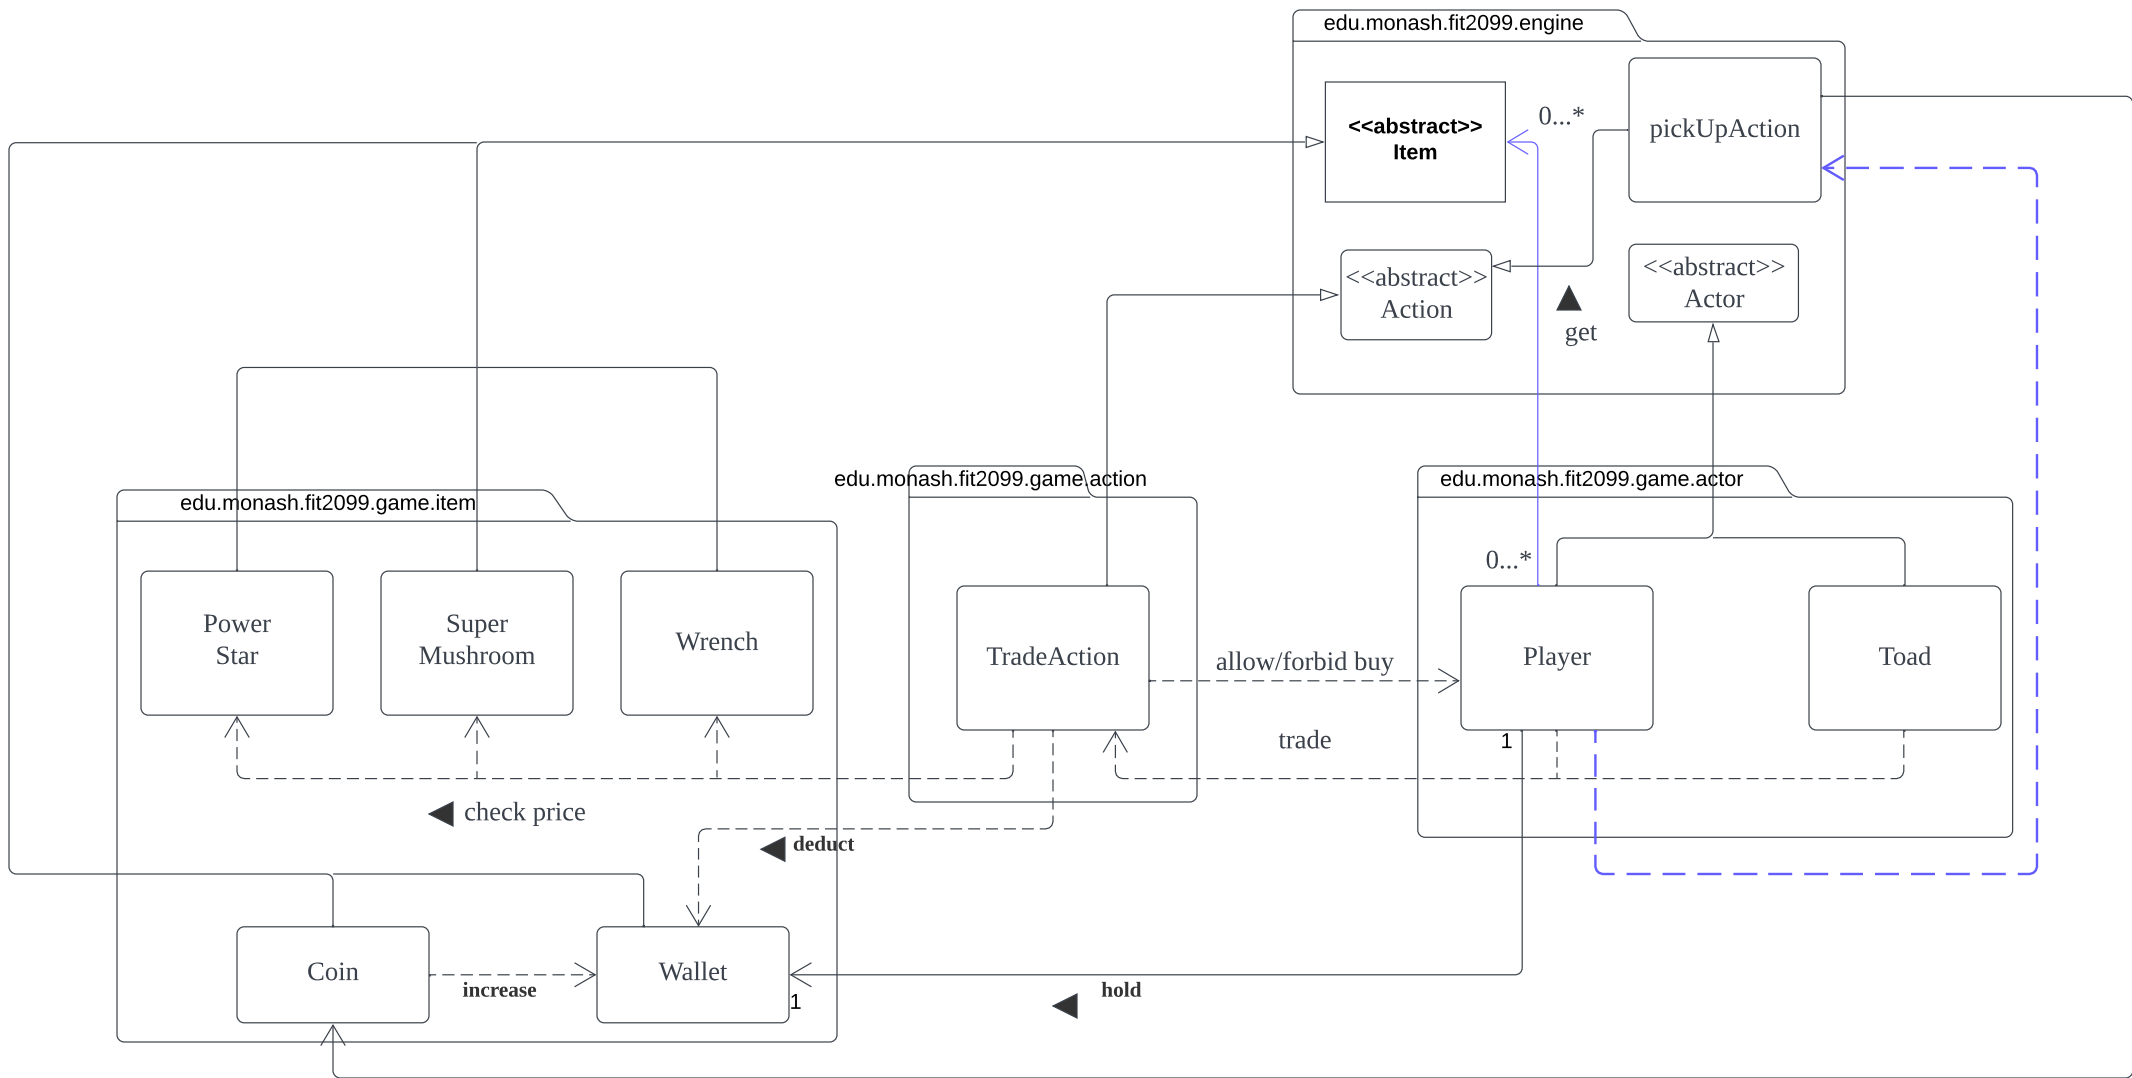 edu.monash.fit2099.engine
<<abstract>>
Item
0...*
pickUpAction
<<abstract>>
Action
<<abstract>>
Actor
get
edu.monash.fit2099.game.item
edu.monash.fit2099.game.action
edu.monash.fit2099.game.actor
0...*
Power
Star
Super
Mushroom
Wrench
TradeAction
allow/forbid buy
Player
Toad
1
trade
check price
deduct
Coin
increase
Wallet
1
hold